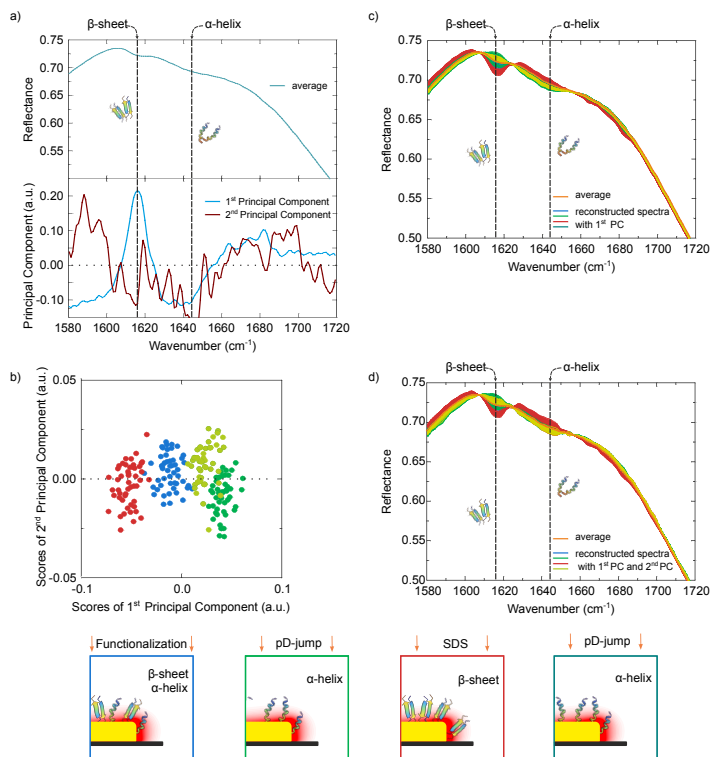 a)
β-sheet
α-helix
0.75
0.70
0.65
0.60
0.55
Reflectance
average
0.20
0.10
0.00
-0.10
Principal Component (a.u.)
1st Principal Component
2nd Principal Component
1580 1600 1620 1640 1660 1680 1700 1720
Wavenumber (cm-1)
b)
0.05
0.00
-0.05
Scores of 2nd Principal Component (a.u.)
-0.1 0.0 0.1
Scores of 1st Principal Component (a.u.)
c)
β-sheet
α-helix
0.75
0.70
0.65
0.60
0.55
0.50
Reflectance
average
reconstructed spectra
with 1st PC
1580 1600 1620 1640 1660 1680 1700 1720
Wavenumber (cm-1)
d)
β-sheet
α-helix
0.75
0.70
0.65
0.60
0.55
0.50
Reflectance
average
reconstructed spectra
with 1st PC and 2nd PC
1580 1600 1620 1640 1660 1680 1700 1720
Wavenumber (cm-1)
Functionalization
β-sheet
α-helix
pD-jump
α-helix
SDS
β-sheet
pD-jump
α-helix